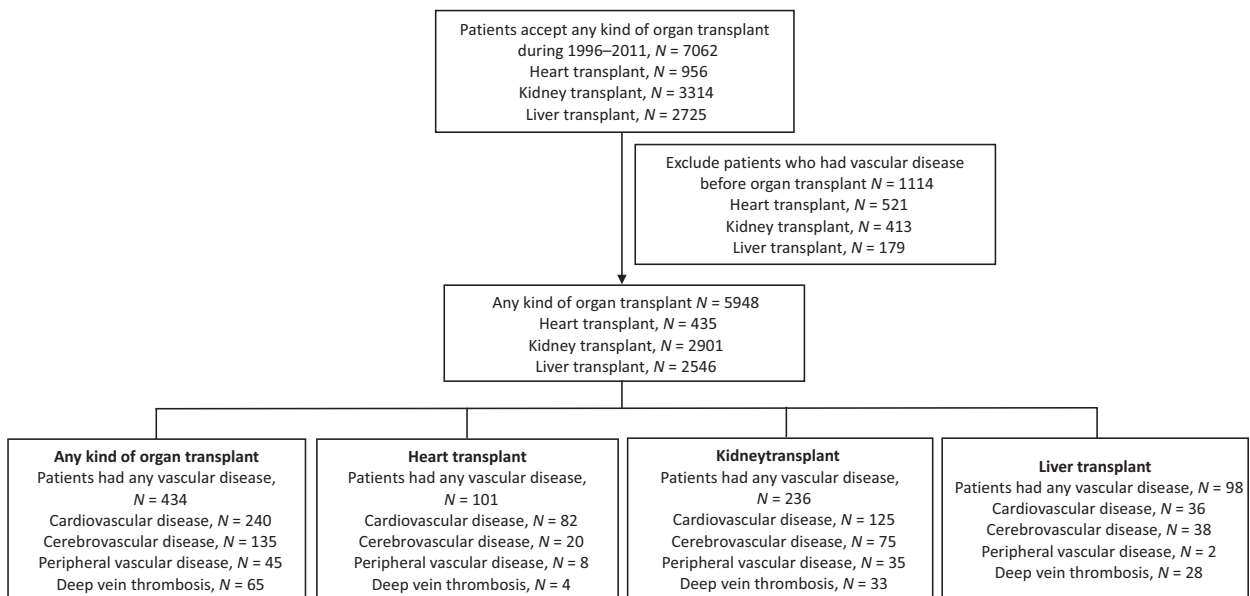 Patients accept any kind of organ transplant
during 1996–2011, N = 7062
Heart transplant, N = 956
Kidney transplant, N = 3314
Liver transplant, N = 2725
Exclude patients who had vascular disease
before organ transplant N = 1114
Heart transplant, N = 521
Kidney transplant, N = 413
Liver transplant, N = 179
Any kind of organ transplant N = 5948
Heart transplant, N = 435
Kidney transplant, N = 2901
Liver transplant, N = 2546
Any kind of organ transplant
Patients had any vascular disease,
N = 434
Cardiovascular disease, N = 240
Cerebrovascular disease, N = 135
Peripheral vascular disease, N = 45
Deep vein thrombosis, N = 65
Heart transplant
Patients had any vascular disease,
N = 101
Cardiovascular disease, N = 82
Cerebrovascular disease, N = 20
Peripheral vascular disease, N = 8
Deep vein thrombosis, N = 4
Kidneytransplant
Patients had any vascular disease,
N = 236
Cardiovascular disease, N = 125
Cerebrovascular disease, N = 75
Peripheral vascular disease, N = 35
Deep vein thrombosis, N = 33
Liver transplant
Patients had any vascular disease, N = 98
Cardiovascular disease, N = 36
Cerebrovascular disease, N = 38
Peripheral vascular disease, N = 2
Deep vein thrombosis, N = 28